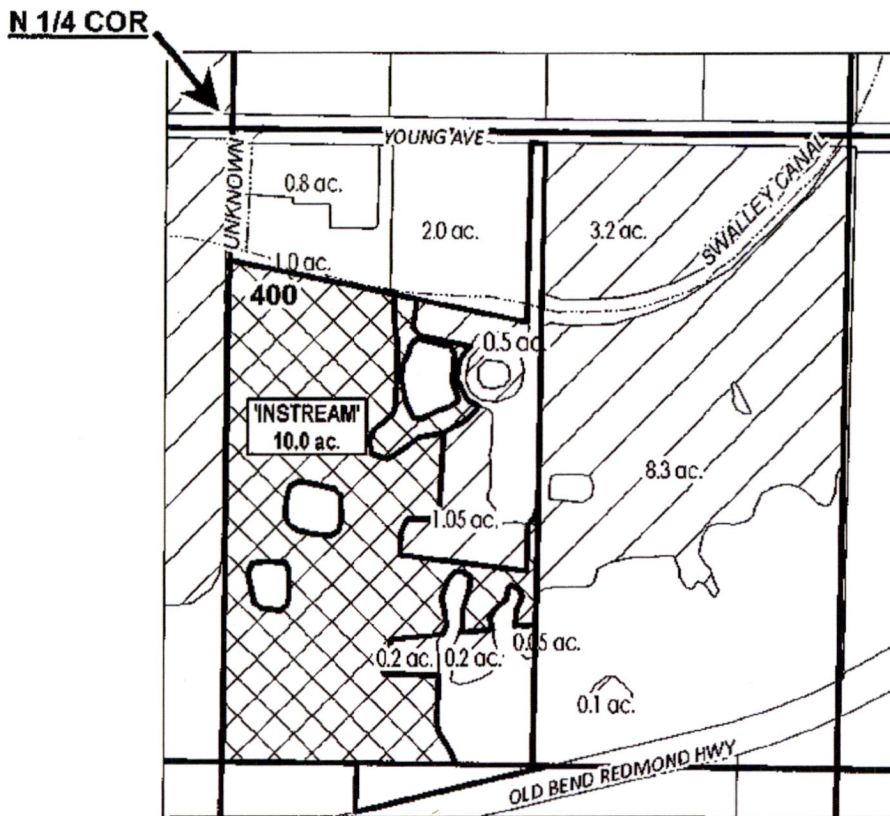 N 1/4 COR
YOUNG AVE
UNKNOWN
0.8 ac.
2.0 ac.
3.2 ac.
SWALLEY CANAL
1.0 ac.
400
0.5 ac.
'INSTREAM'
10.0 ac.
8.3 ac.
1.05 ac.
0.2 ac.
0.2 ac.
0.05 ac.
0.1 ac.
OLD BEND REDMOND HWY